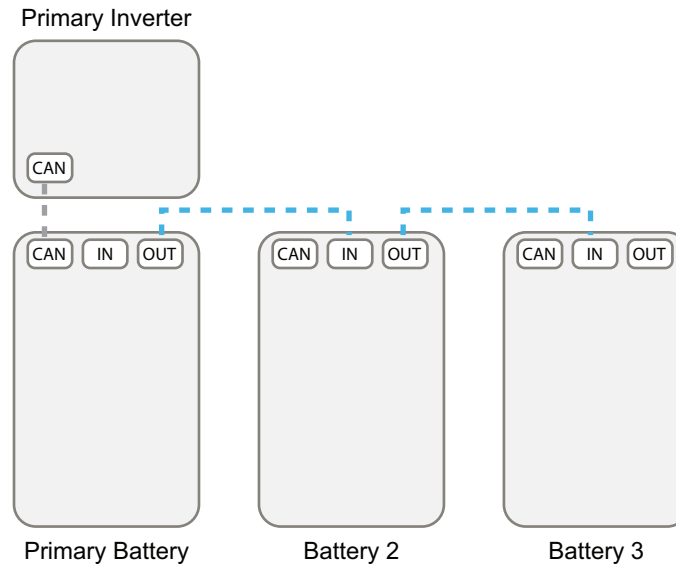 Primary Inverter
CAN
CAN IN OUT CAN IN OUT CAN IN OUT
Primary Battery Battery 2 Battery 3